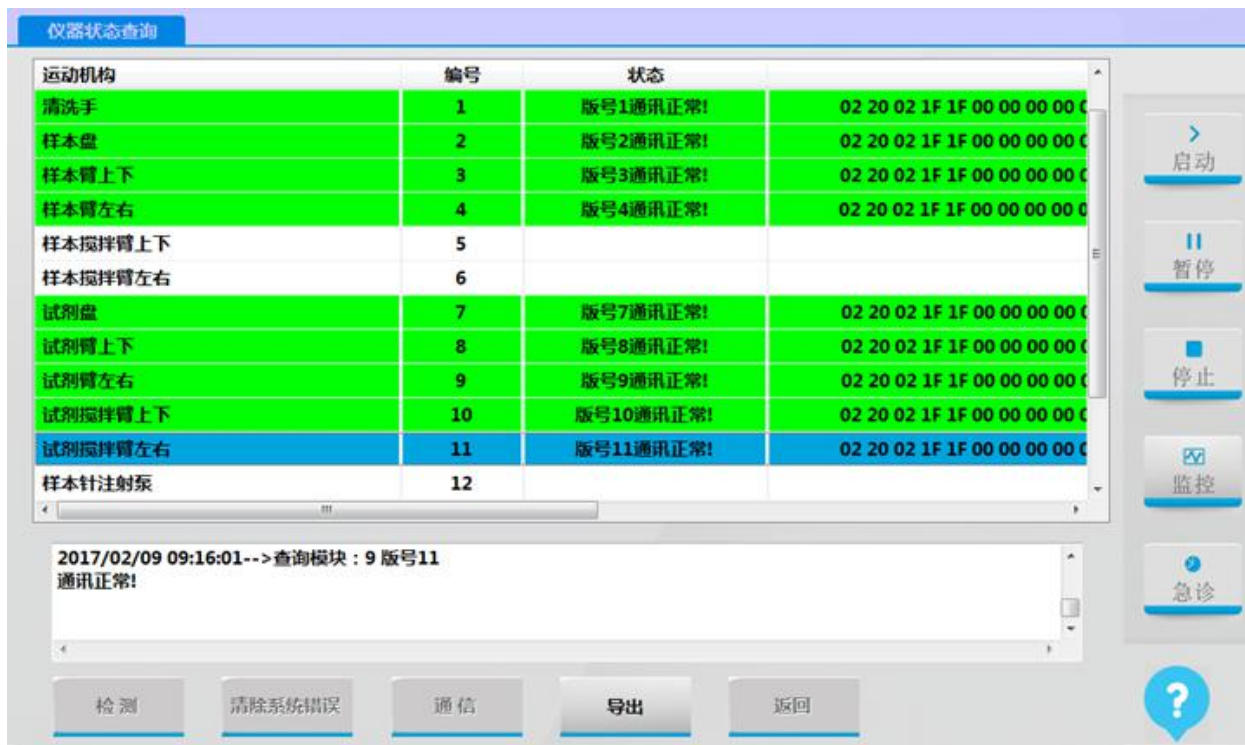 仪器状态查询
运动机构 编号 状态
清洗手 1 版号1通讯正常! 02 20 02 1F 1F 00 00 00 00
样本盘 2 版号2通讯正常! 02 20 02 1F 1F 00 00 00 00
样本臂上下 3 版号3通讯正常! 02 20 02 1F 1F 00 00 00 00
样本臂左右 4 版号4通讯正常! 02 20 02 1F 1F 00 00 00 00
样本搅拌臂上下 5
样本搅拌臂左右 6
试剂盘 7 版号7通讯正常! 02 20 02 1F 1F 00 00 00 00
试剂臂上下 8 版号8通讯正常! 02 20 02 1F 1F 00 00 00 00
试剂臂左右 9 版号9通讯正常! 02 20 02 1F 1F 00 00 00 00
试剂搅拌臂上下 10 版号10通讯正常! 02 20 02 1F 1F 00 00 00 00
试剂搅拌臂左右 11 版号11通讯正常! 02 20 02 1F 1F 00 00 00 00
样本针注射泵 12
2017/02/09 09:16:01-->查询模块：9 版号11
通讯正常!
检测 清除系统错误 通信 导出 返回
启动
暂停
停止
监控
急诊
?